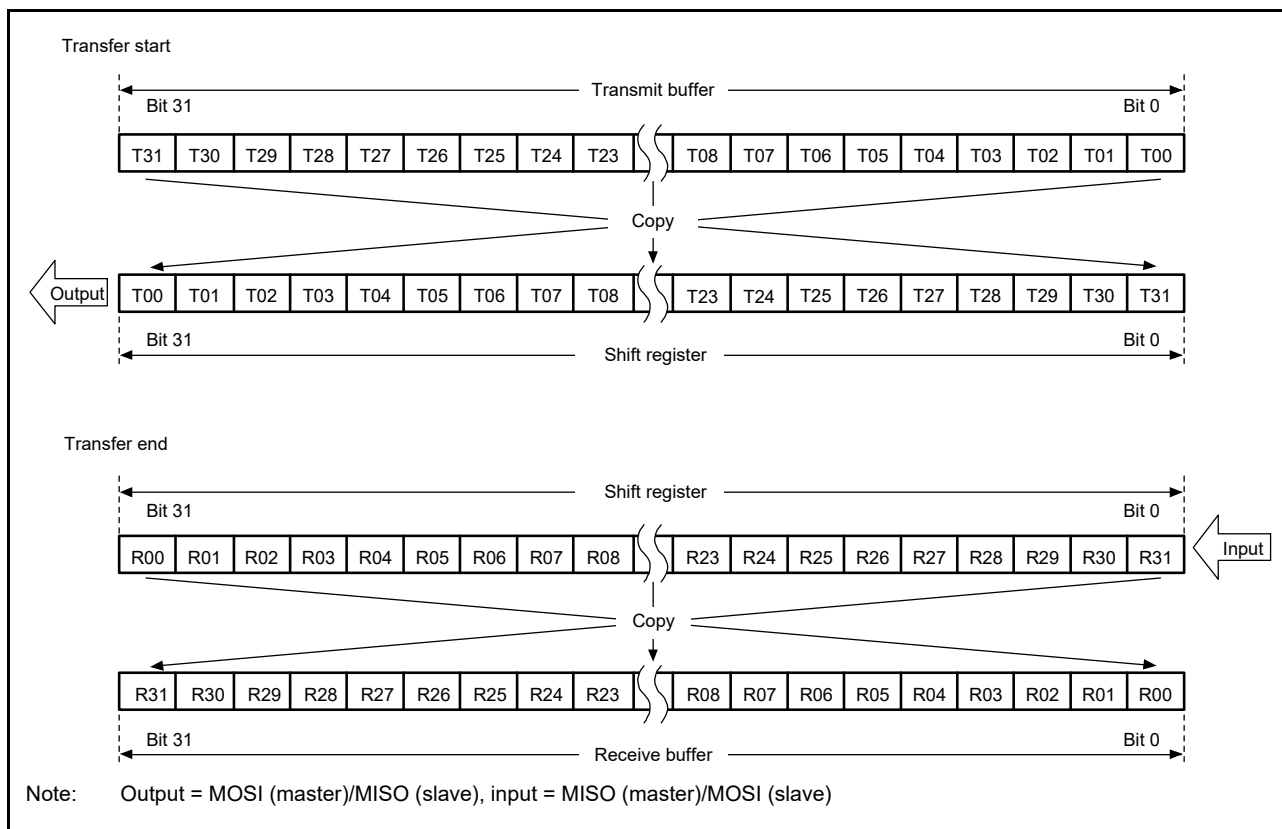 Transfer start
Transmit buffer
Bit 31 Bit 0
T31 T30 T29 T28 T27 T26 T25 T24 T23 T08 T07 T06 T05 T04 T03 T02 T01 T00
Copy
Output T00 T01 T02 T03 T04 T05 T06 T07 T08 T23 T24 T25 T26 T27 T28 T29 T30 T31
Bit 31 Bit 0
Shift register
Transfer end
Shift register
Bit 31 Bit 0
R00 R01 R02 R03 R04 R05 R06 R07 R08 R23 R24 R25 R26 R27 R28 R29 R30 R31 Input
Copy
R31 R30 R29 R28 R27 R26 R25 R24 R23 R08 R07 R06 R05 R04 R03 R02 R01 R00
Bit 31 Bit 0
Receive buffer
Note: Output = MOSI (master)/MISO (slave), input = MISO (master)/MOSI (slave)